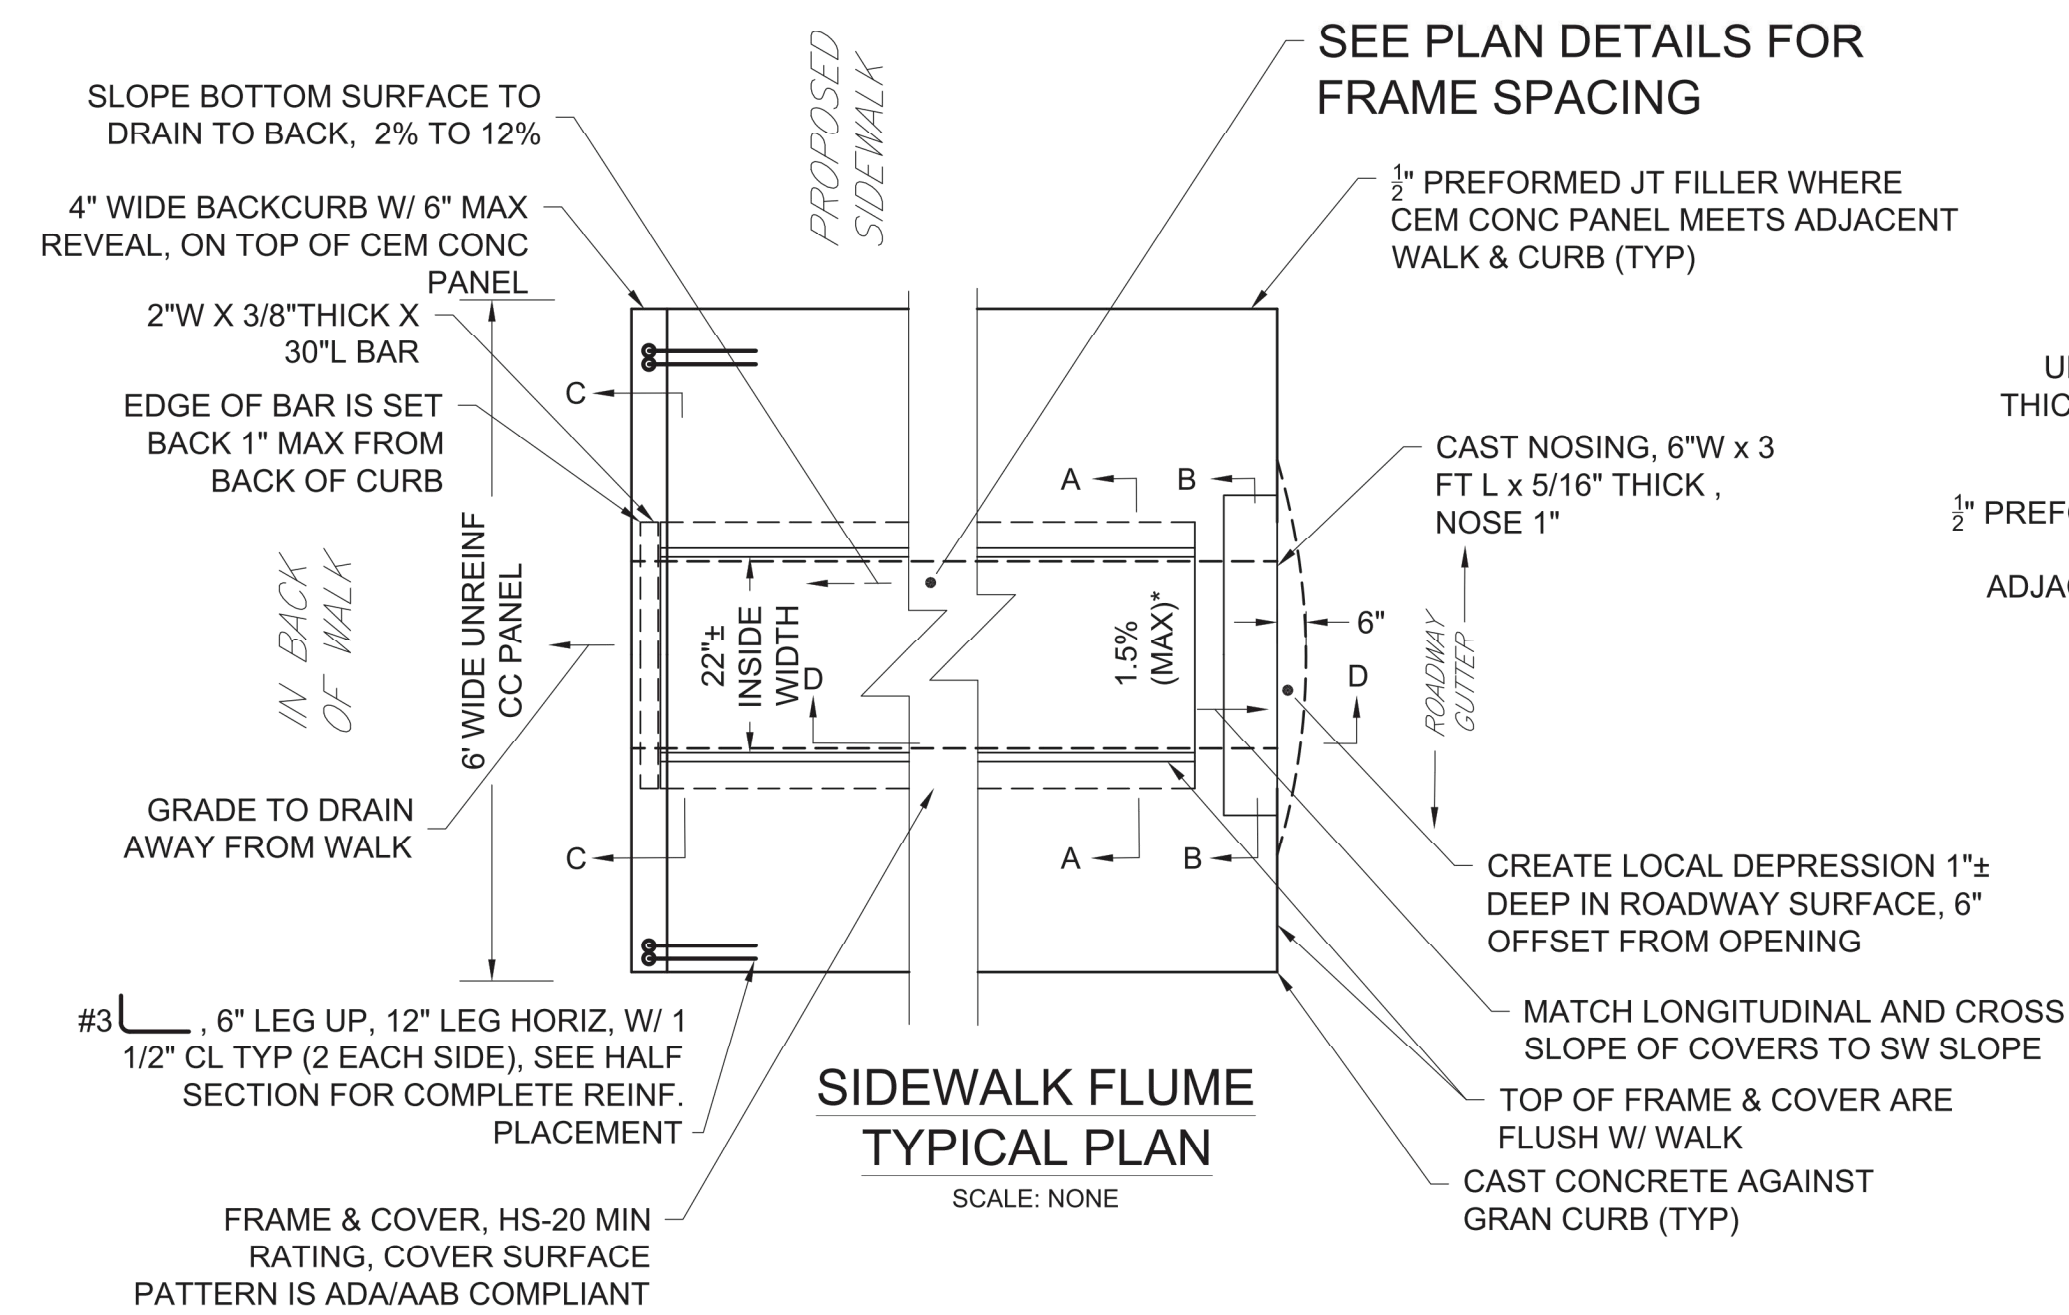 SEE PLAN DETAILS FOR
FRAME SPACING
PROPOSED
SIDEWALK
SLOPE BOTTOM SURFACE TO
DRAIN TO BACK, 2% TO 12%
4" WIDE BACKCURB W/ 6" MAX
REVEAL, ON TOP OF CEM CONC
PANEL
2"W X 3/8"THICK X
30"L BAR
EDGE OF BAR IS SET
BACK 1" MAX FROM
BACK OF CURB
IN BACK
OF WALK
6' WIDE UNREINF
CC PANEL
GRADE TO DRAIN
AWAY FROM WALK
#3 , 6" LEG UP, 12" LEG HORIZ, W/ 1
1/2" CL TYP (2 EACH SIDE), SEE HALF
SECTION FOR COMPLETE REINF.
PLACEMENT
FRAME & COVER, HS-20 MIN
RATING, COVER SURFACE
PATTERN IS ADA/AAB COMPLIANT
C
C
22"±
INSIDE
WIDTH
D
A
A
B
B
1.5%
(MAX)*
6"
D
½" PREFORMED JT FILLER WHERE
CEM CONC PANEL MEETS ADJACENT
WALK & CURB (TYP)
CAST NOSING, 6"W x 3
FT L x 5/16" THICK ,
NOSE 1"
ROADWAY
GUTTER
CREATE LOCAL DEPRESSION 1"±
DEEP IN ROADWAY SURFACE, 6"
OFFSET FROM OPENING
MATCH LONGITUDINAL AND CROSS
SLOPE OF COVERS TO SW SLOPE
TOP OF FRAME & COVER ARE
FLUSH W/ WALK
CAST CONCRETE AGAINST
GRAN CURB (TYP)
SIDEWALK FLUME
TYPICAL PLAN
SCALE: NONE
½"